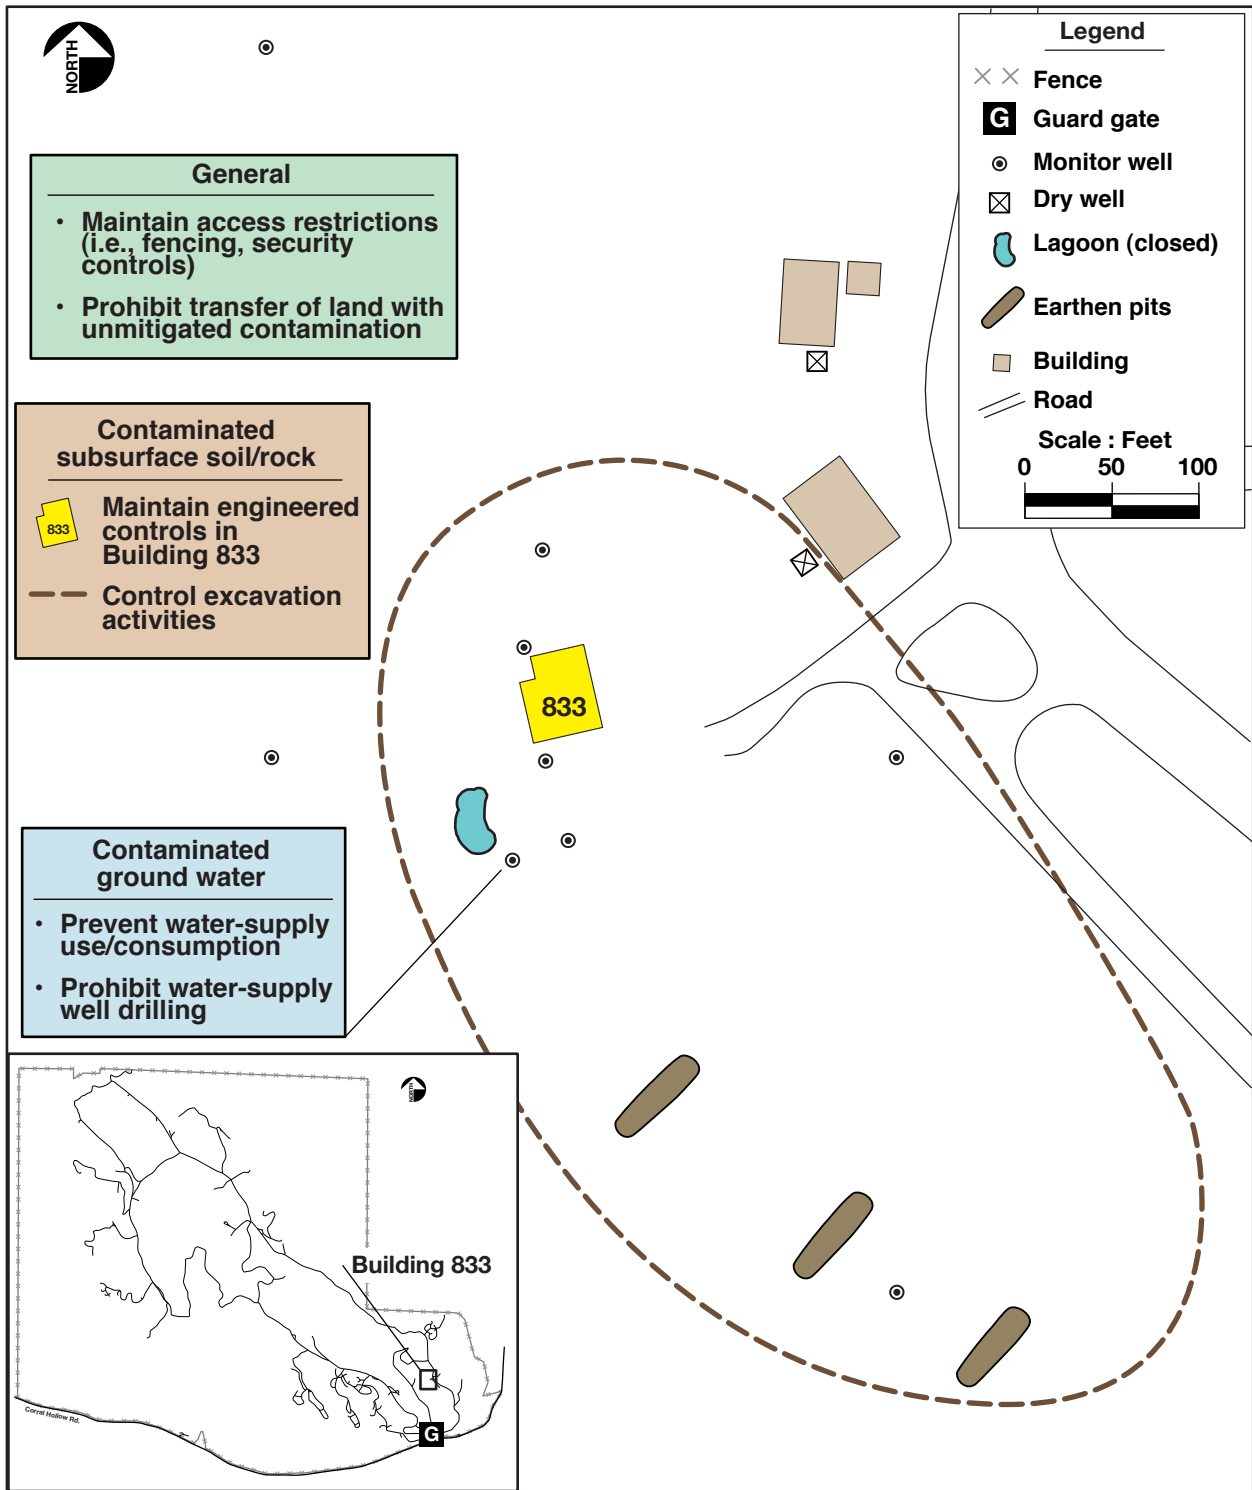 NORTH
Legend
Fence
G Guard gate
Monitor well
Dry well
Lagoon (closed)
Earthen pits
Building
Road
Scale : Feet
0 50 100
General
• Maintain access restrictions
(i.e., fencing, security
controls)
• Prohibit transfer of land with
unmitigated contamination
Contaminated
subsurface soil/rock
833
Maintain engineered
controls in
Building 833
Control excavation
activities
833
Contaminated
ground water
• Prevent water-supply
use/consumption
• Prohibit water-supply
well drilling
NORTH
Building 833
Corral Hollow Rd.
G